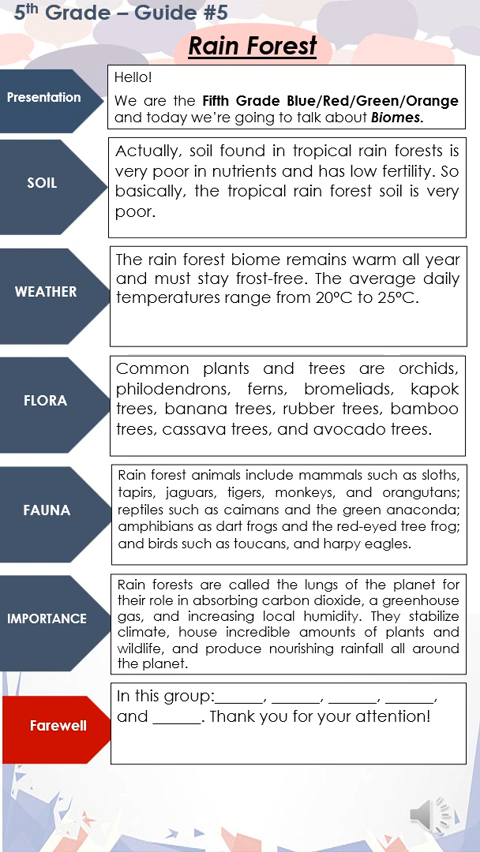 5th Grade – Guide #5
Rain Forest
Presentation
Hello!
We are the Fifth Grade Blue/Red/Green/Orange
and today we're going to talk about Biomes.
SOIL
Actually, soil found in tropical rain forests is
very poor in nutrients and has low fertility. So
basically, the tropical rain forest soil is very
poor.
WEATHER
The rain forest biome remains warm all year
and must stay frost-free. The average daily
temperatures range from 20°C to 25°C.
FLORA
Common plants and trees are orchids,
philodendrons, ferns, bromeliads, kapok
trees, banana trees, rubber trees, bamboo
trees, cassava trees, and avocado trees.
FAUNA
Rain forest animals include mammals such as sloths,
tapirs, jaguars, tigers, monkeys, and orangutans;
reptiles such as caimans and the green anaconda;
amphibians as dart frogs and the red-eyed tree frog;
and birds such as toucans, and harpy eagles.
IMPORTANCE
Rain forests are called the lungs of the planet for
their role in absorbing carbon dioxide, a greenhouse
gas, and increasing local humidity. They stabilize
climate, house incredible amounts of plants and
wildlife, and produce nourishing rainfall all around
the planet.
Farewell
In this group:_____, _____, _____, _____,
and _____. Thank you for your attention!